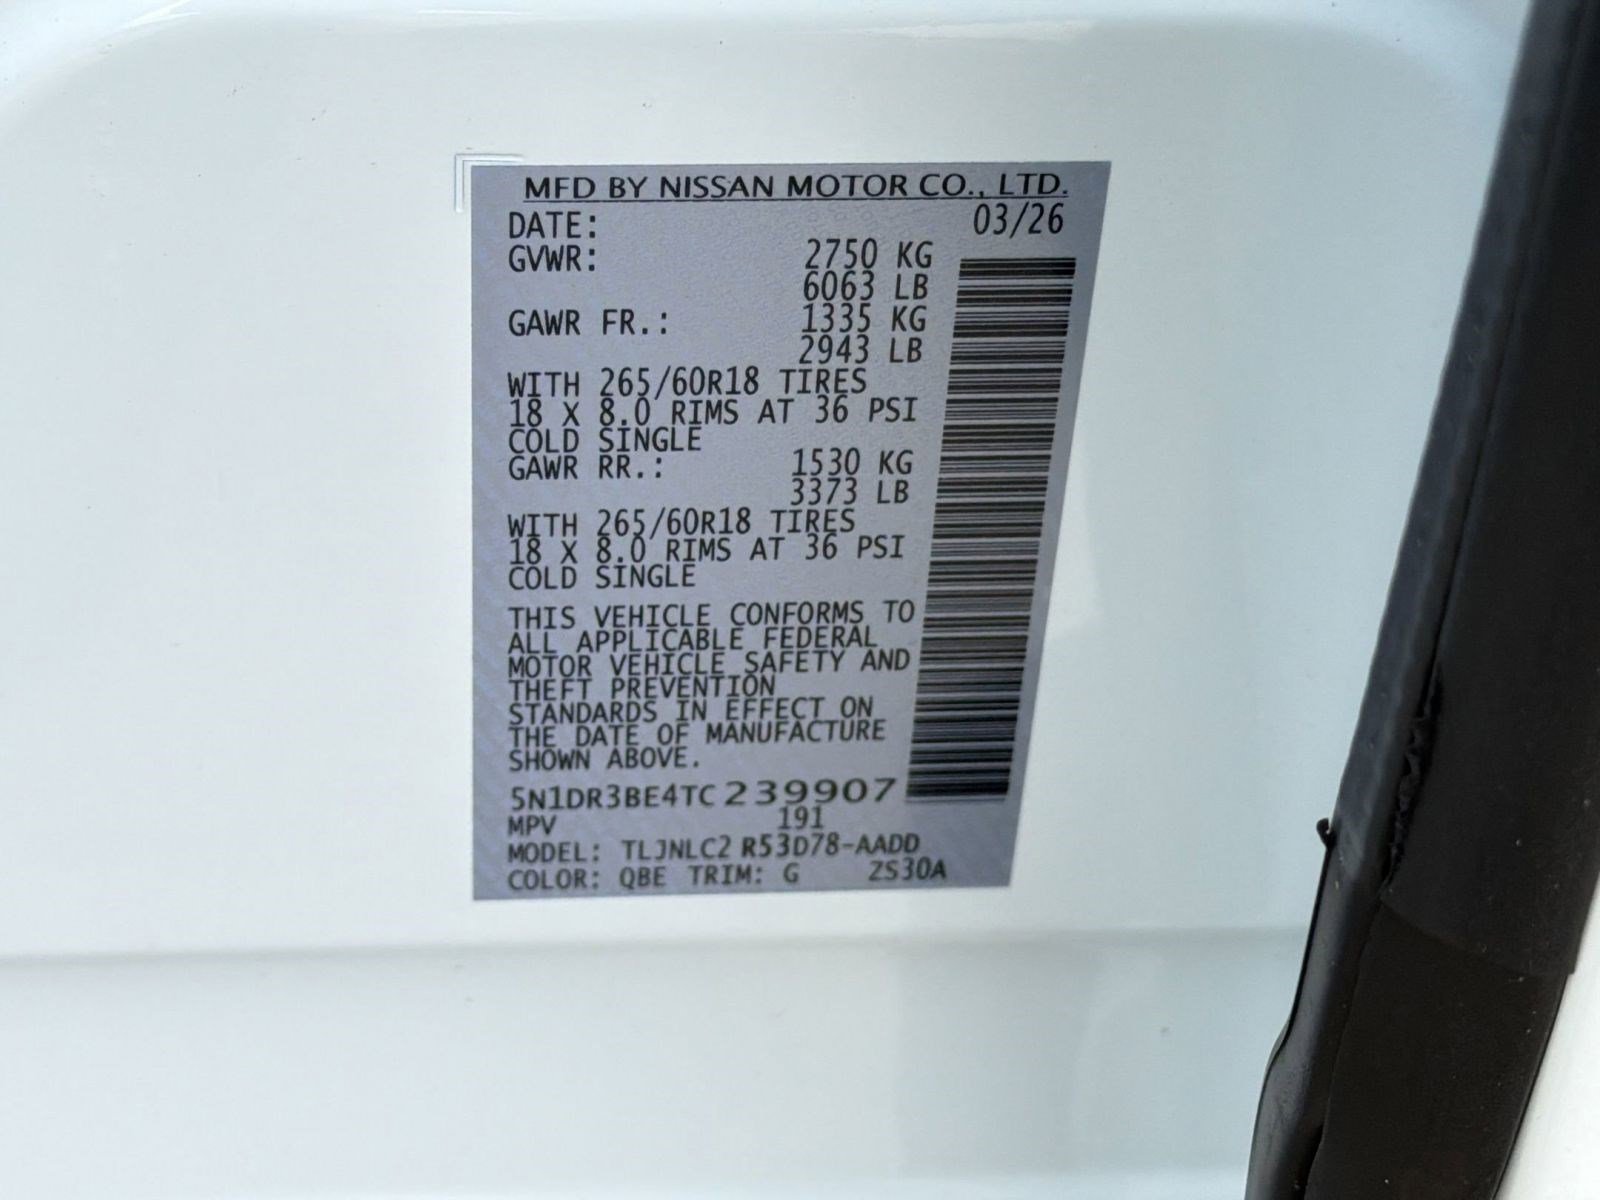 MFD BY NISSAN MOTOR CO., LTD.
DATE: 03/26
GVWR: 2750 KG
6063 LB
GAWR FR.: 1335 KG
2943 LB
WITH 265/60R18 TIRES
18 X 8.0 RIMS AT 36 PSI
COLD SINGLE
GAWR RR.: 1530 KG
3373 LB
WITH 265/60R18 TIRES
18 X 8.0 RIMS AT 36 PSI
COLD SINGLE
THIS VEHICLE CONFORMS TO
ALL APPLICABLE FEDERAL
MOTOR VEHICLE SAFETY AND
THEFT PREVENTION
STANDARDS IN EFFECT ON
THE DATE OF MANUFACTURE
SHOWN ABOVE.
5N1DR3BE4TC239907
MPV 191
MODEL: TLJNLC2 R53D78-AADD
COLOR: QBE TRIM: G ZS30A